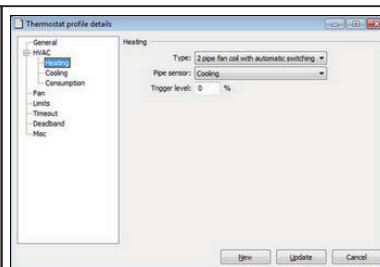 Thermostat profile details
General
HVAC
Heating
Cooling
Consumption
Fan
Limits
Timeout
Deadband
Misc
Heating
Type: 2 pipe fan coil with automatic switching
Pipe sensor: Cooling
Trigger level: 0 %
New Update Cancel